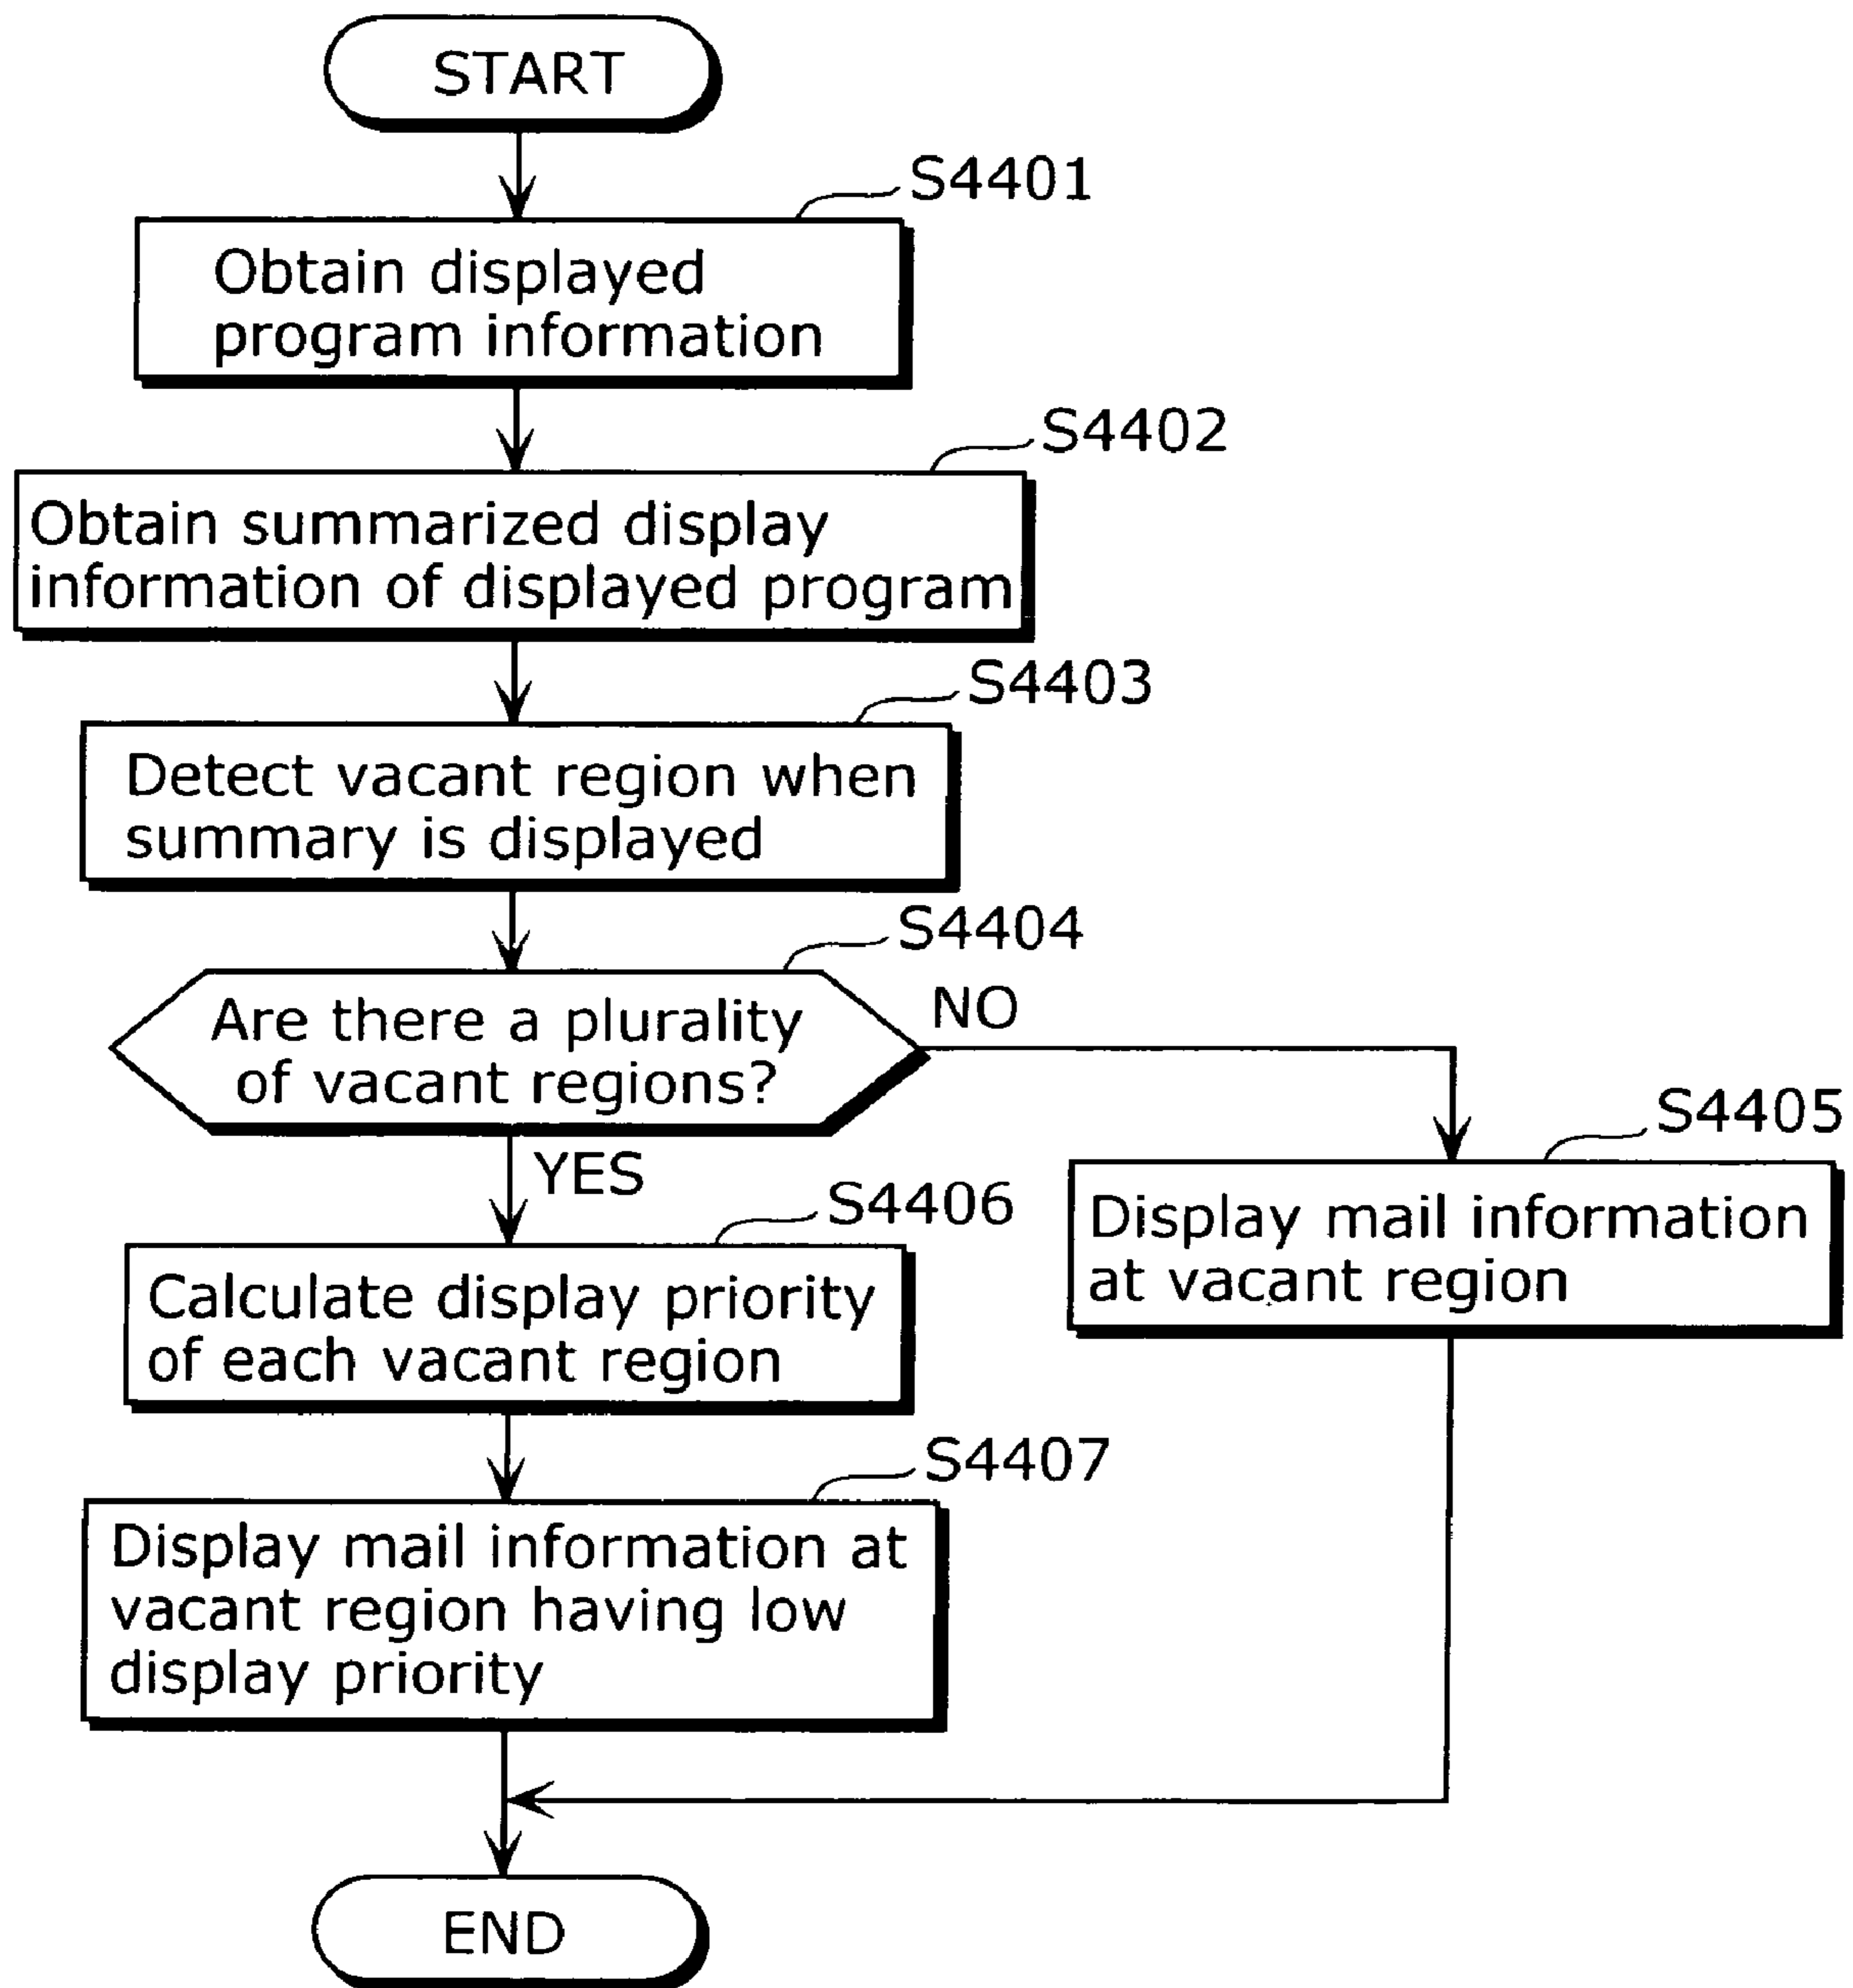 START
S4401
Obtain displayed
program information
S4402
Obtain summarized display
information of displayed program
S4403
Detect vacant region when
summary is displayed
S4404
Are there a plurality
of vacant regions?
NO
YES
S4405
Display mail information
at vacant region
S4406
Calculate display priority
of each vacant region
S4407
Display mail information at
vacant region having low
display priority
END